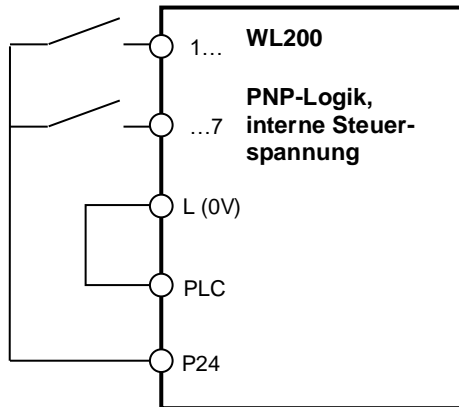 1... WL200
PNP-Logik,
interne Steuer-
spannung
...7
L (0V)
PLC
P24